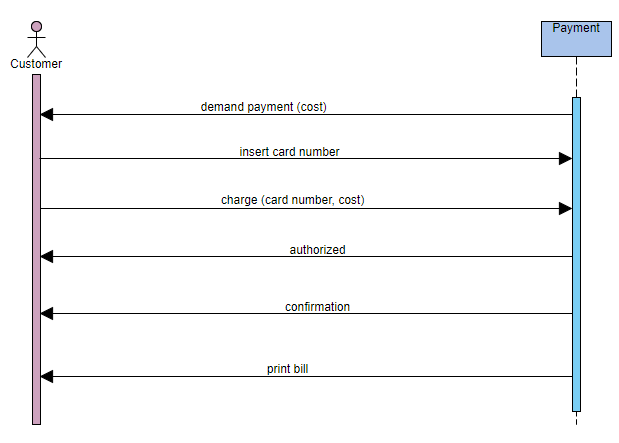 Payment
Customer
demand payment (cost)
insert card number
charge (card number, cost)
authorized
confirmation
print bill